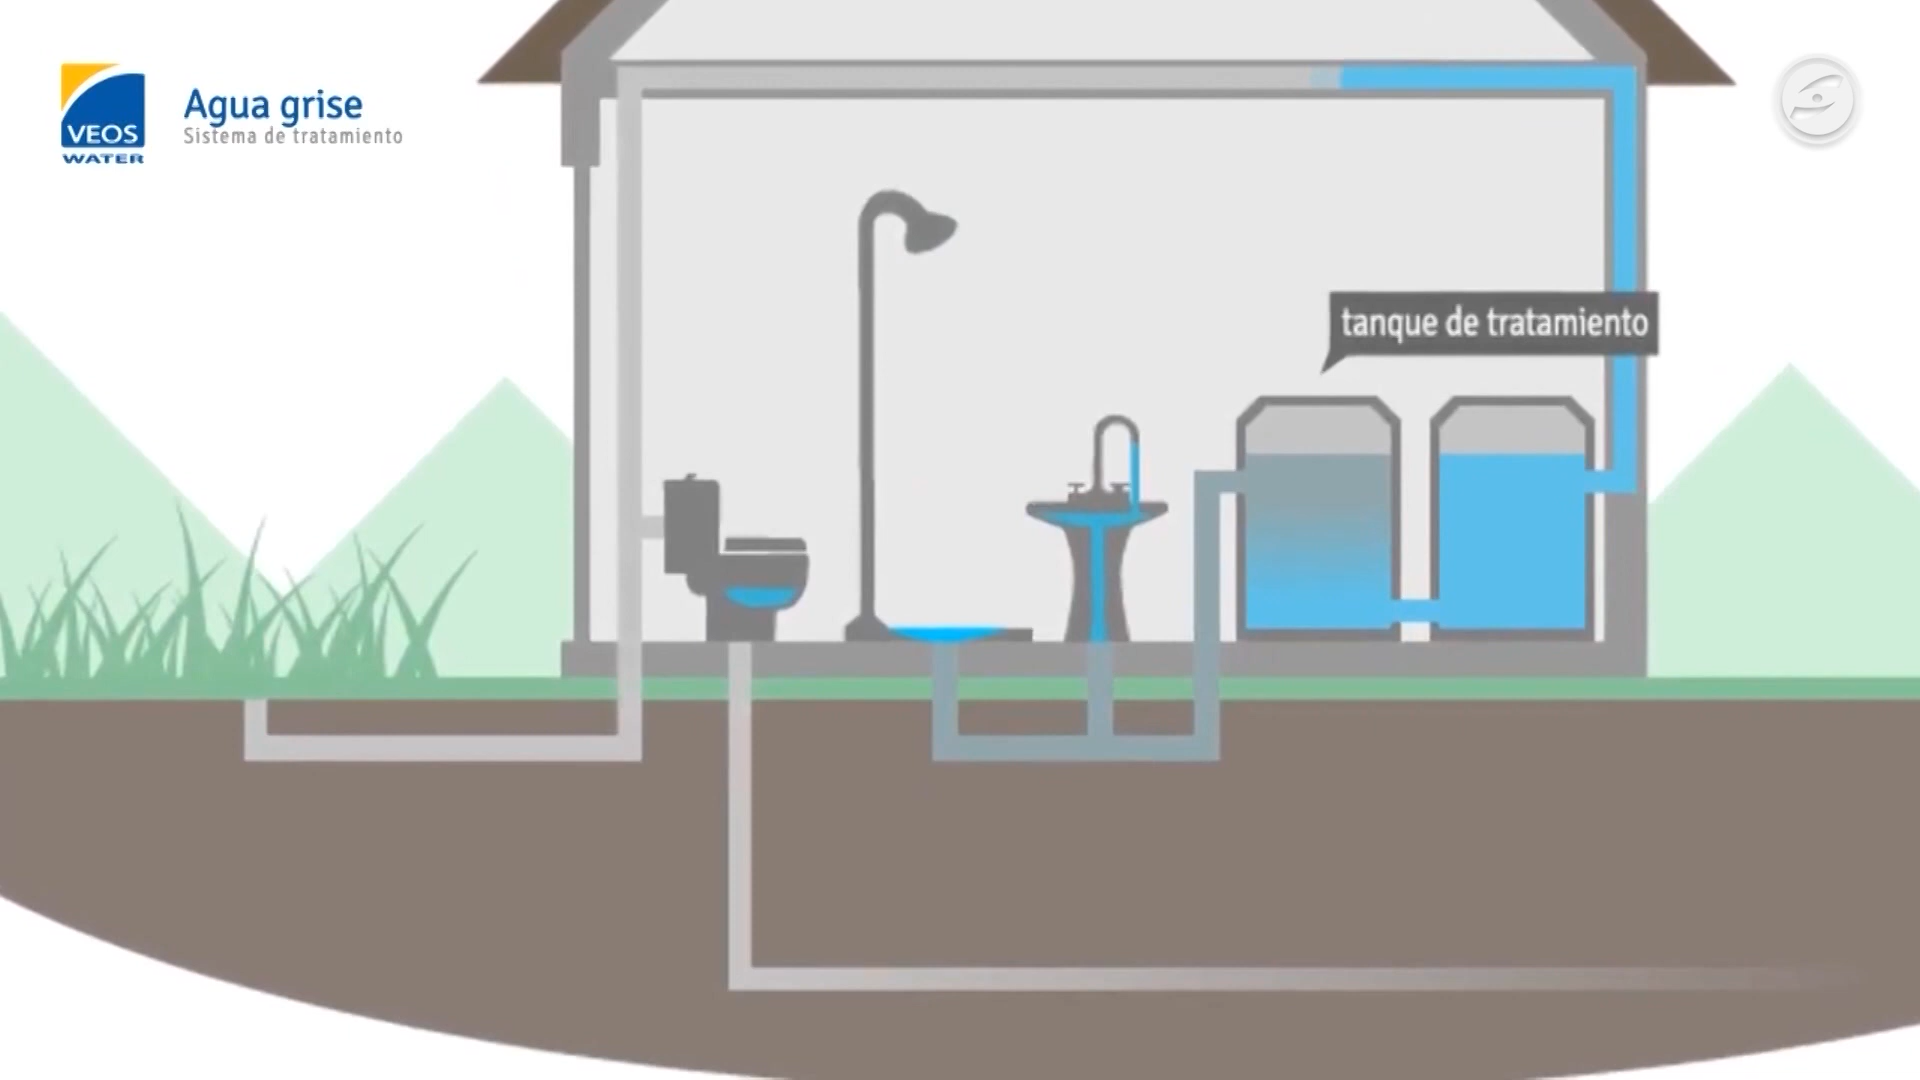 VEOS
WATER
Agua grise
Sistema de tratamiento
tanque de tratamiento